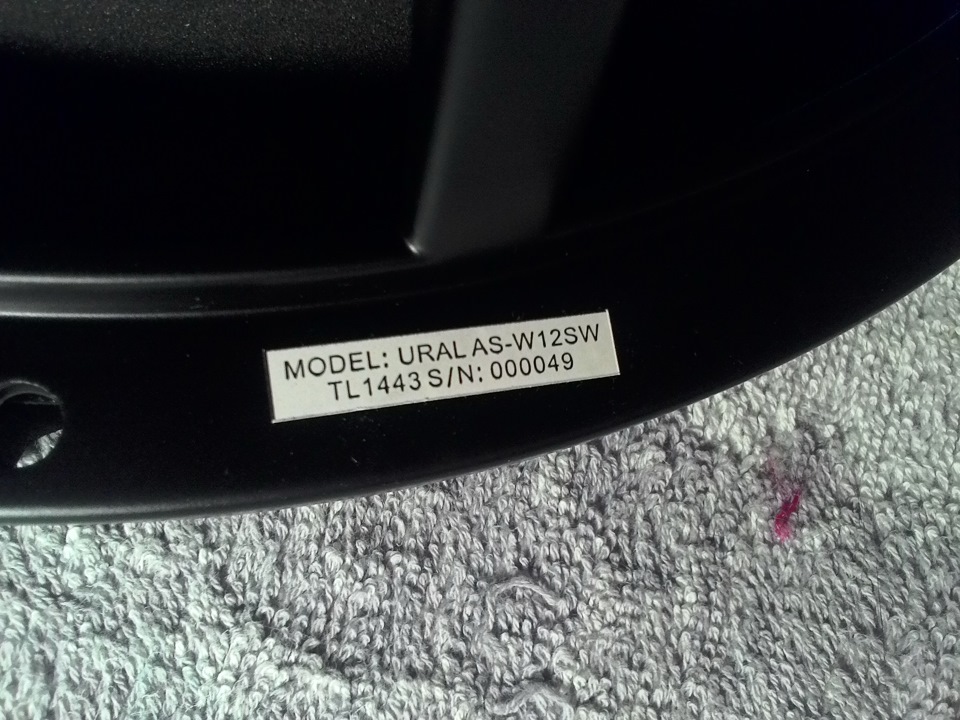 MODEL: URAL AS-W12SW
TL1443 S/N: 000049